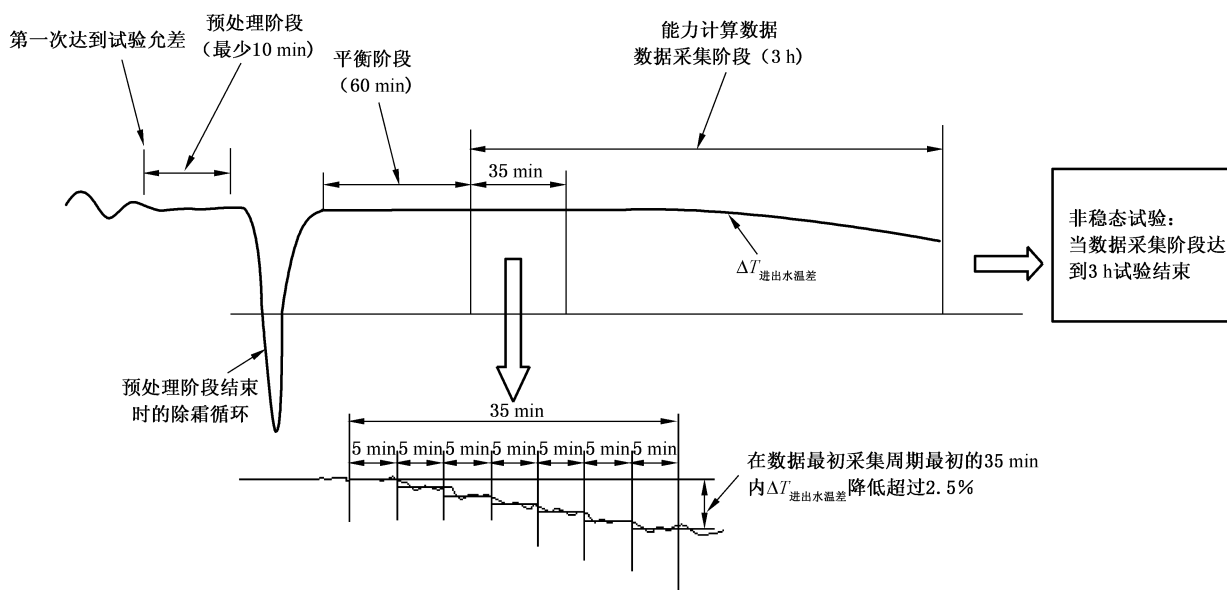 第一次达到试验允差
预处理阶段
（最少10 min）
平衡阶段
（60 min）
能力计算数据
数据采集阶段（3 h）
35 min
ΔT进出水温差
非稳态试验：
当数据采集阶段达
到3 h试验结束
预处理阶段结束
时的除霜循环
35 min
5 min 5 min 5 min 5 min 5 min 5 min 5 min
在数据最初采集周期最初的35 min
内ΔT进出水温差降低超过2.5%